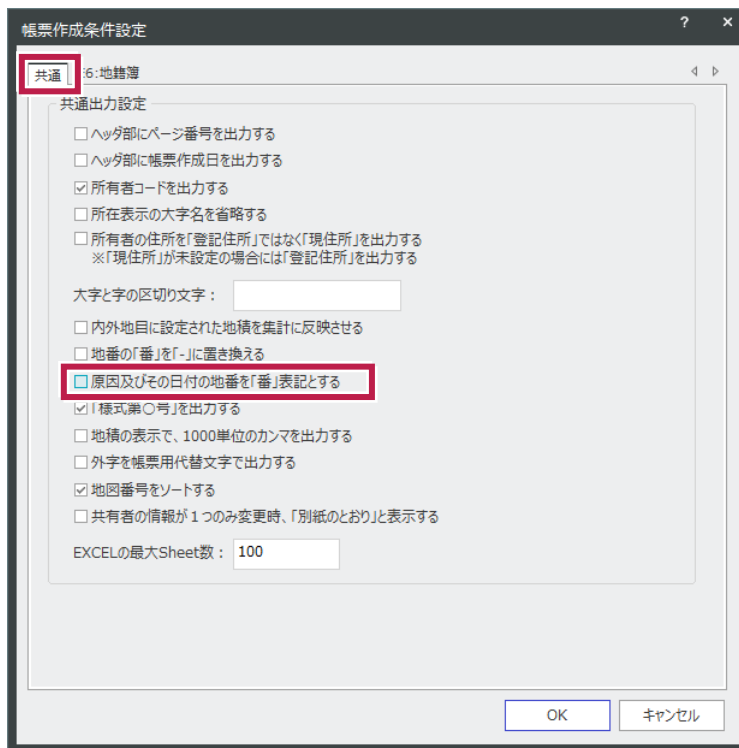 帳票作成条件設定
? ×
共通 6:地籍簿
共通出力設定
ヘッダ部にページ番号を出力する
ヘッダ部に帳票作成日を出力する
所有者コードを出力する
所在表示の大字名を省略する
所有者の住所を「登記住所」ではなく「現住所」を出力する
※「現住所」が未設定の場合には「登記住所」を出力する
大字と字の区切り文字：
内外地目に設定された地積を集計に反映させる
地番の「番」を「-」に置き換える
原因及びその日付の地番を「番」表記とする
「様式第○号」を出力する
地積の表示で、1000単位のカンマを出力する
外字を帳票用代替文字で出力する
地図番号をソートする
共有者の情報が１つのみ変更時、「別紙のとおり」と表示する
EXCELの最大Sheet数： 100
OK キャンセル